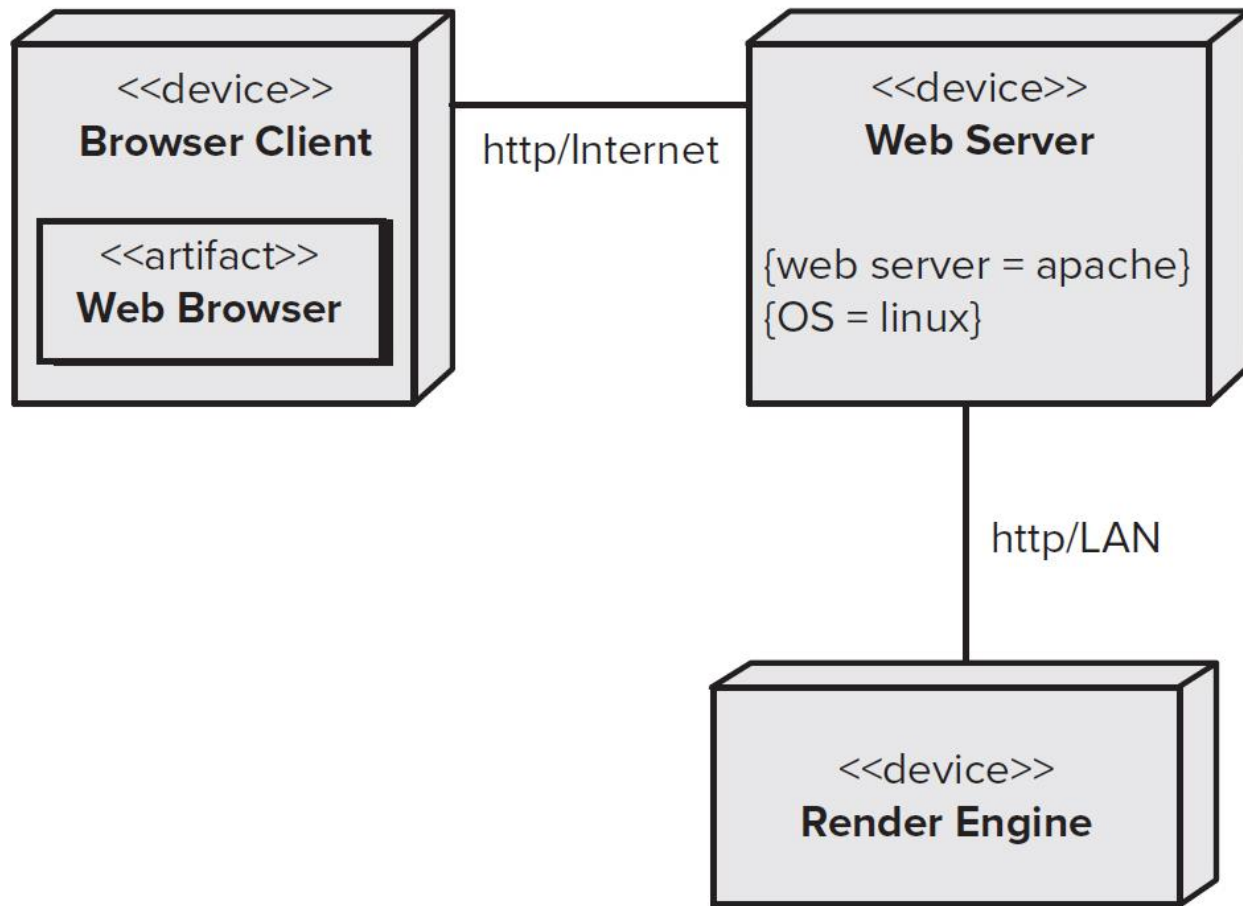 <<device>>
Browser Client
<<artifact>>
Web Browser
http/Internet
<<device>>
Web Server
{web server = apache}
{OS = linux}
http/LAN
<<device>>
Render Engine